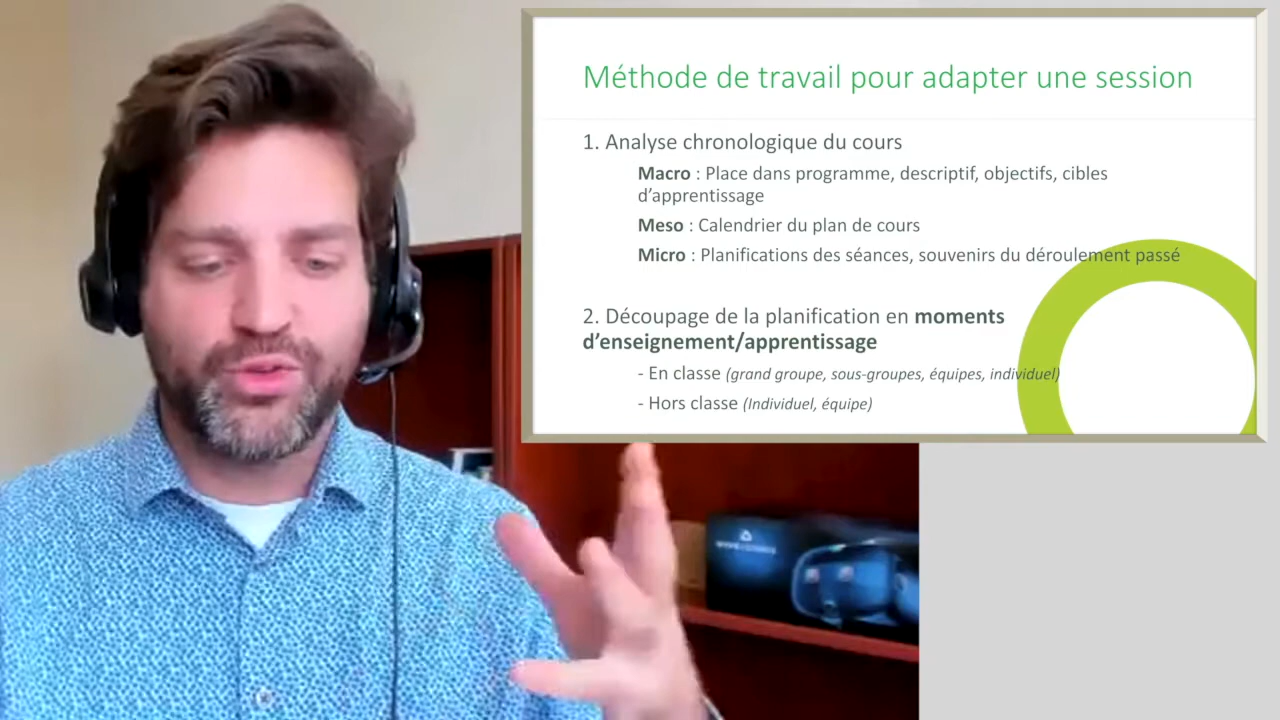 Méthode de travail pour adapter une session
1. Analyse chronologique du cours
Macro : Place dans programme, descriptif, objectifs, cibles
d’apprentissage
Meso : Calendrier du plan de cours
Micro : Planifications des séances, souvenirs du déroulement passé
2. Découpage de la planification en moments
d’enseignement/apprentissage
- En classe (grand groupe, sous-groupes, équipes, individuel)
- Hors classe (Individuel, équipe)